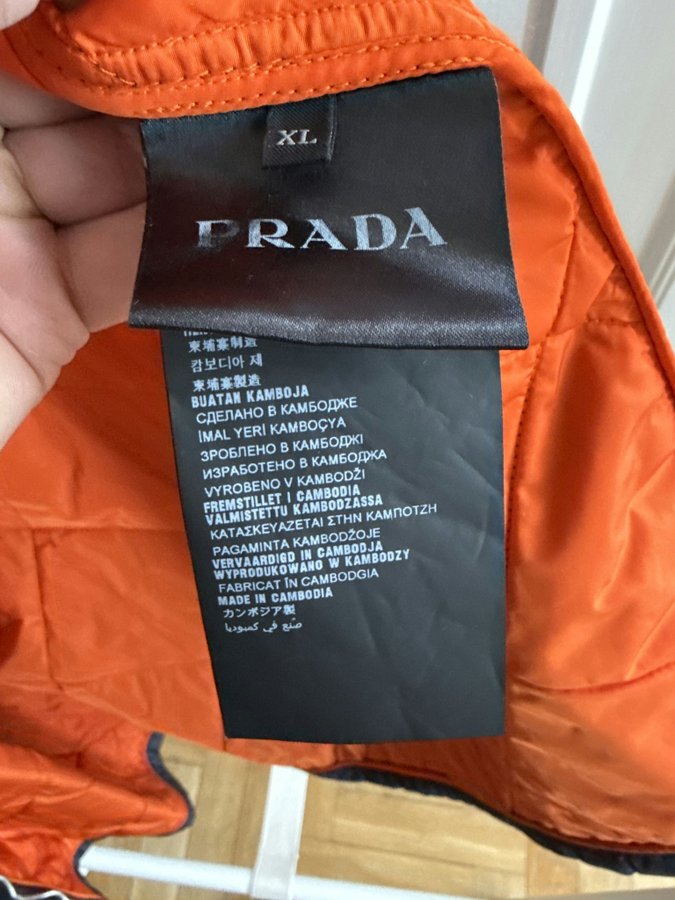 XL
PRADA
柬埔寨制造
캄보디아 제
柬埔寨製造
BUATAN KAMBOJA
СДЕЛАНО В КАМБОДЖЕ
İMAL YERİ KAMBOÇYA
ЗРОБЛЕНО В КАМБОДЖІ
ИЗРАБОТЕНО В КАМБОДЖА
VYROBENO V KAMBODŽI
FREMSTILLET I CAMBODIA
VALMISTETTU KAMBODZASSA
ΚΑΤΑΣΚΕΥΑΖΕΤΑΙ ΣΤΗΝ ΚΑΜΠΟΤΖΗ
PAGAMINTA KAMBODŽOJE
VERVAARDIGD IN CAMBODJA
WYPRODUKOWANO W KAMBODZY
FABRICAT ÎN CAMBODGIA
MADE IN CAMBODIA
カンボジア製
صنع في كمبوديا